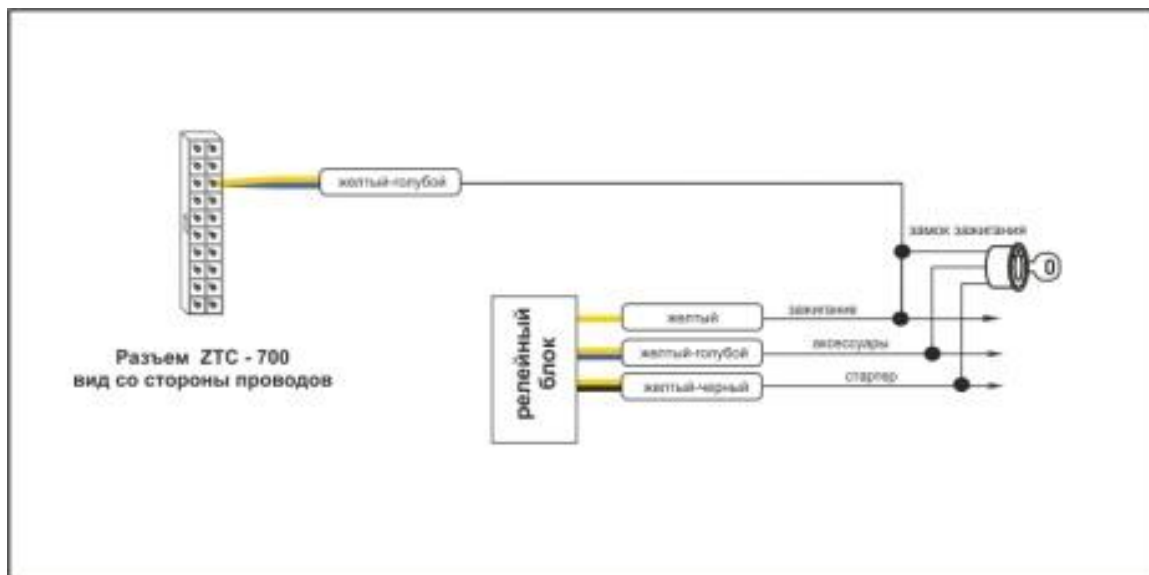 желтый-голубой
замок зажигания
желтый
зажигание
желтый-голубой
аксессуары
желтый-черный
стартер
релейный
блок
Разъем ZTC - 700
вид со стороны проводов